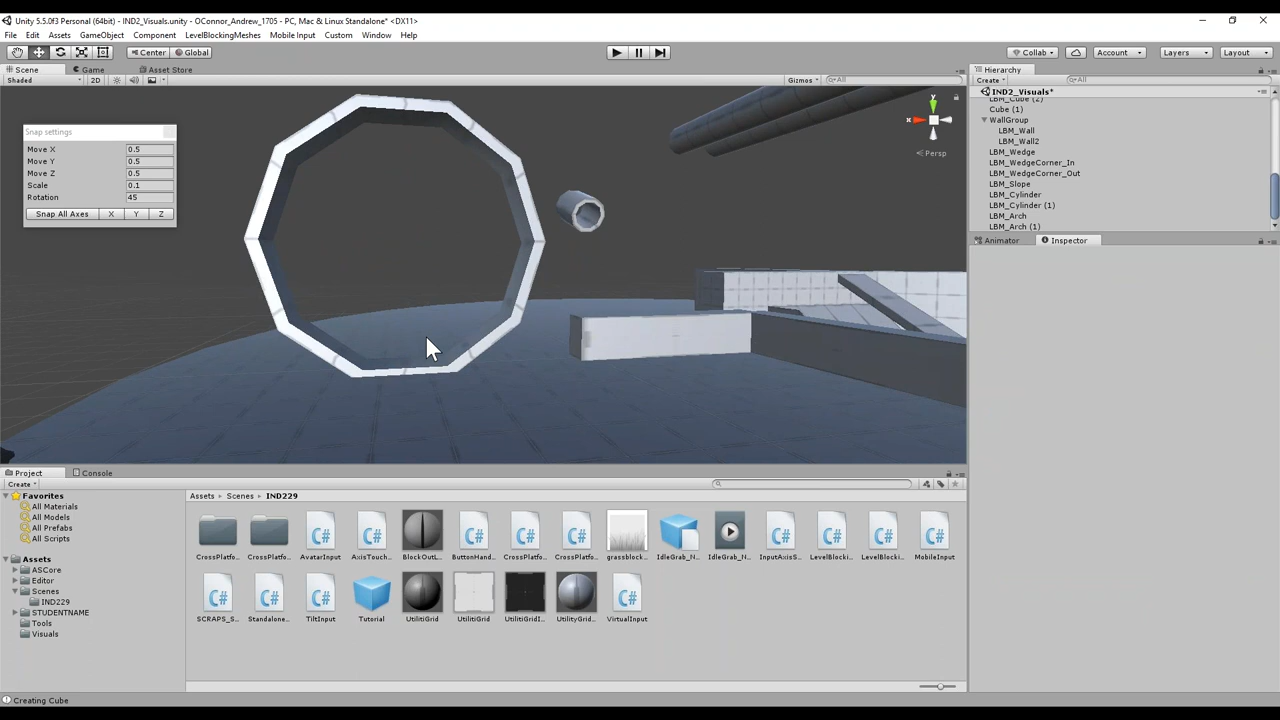 Unity 5.5.0f3 Personal (64bit) - IND2_Visuals.unity - OConnor_Andrew_1705 - PC, Mac & Linux Standalone* <DX11>
File Edit Assets GameObject Component LevelBlockingMeshes Mobile Input Custom Window Help
Center Global Collab Account Layers Layout
Scene Game Asset Store
Shaded 2D Gizmos All
Snap settings
Move X 0.5
Move Y 0.5
Move Z 0.5
Scale 0.1
Rotation 45
Snap All Axes X Y Z
y
x
Persp
Hierarchy
Create All
IND2_Visuals*
LBM_Cube (2)
Cube (1)
WallGroup
LBM_Wall
LBM_Wall2
LBM_Wedge
LBM_WedgeCorner_In
LBM_WedgeCorner_Out
LBM_Slope
LBM_Cylinder
LBM_Cylinder (1)
LBM_Arch
LBM_Arch (1)
Animator Inspector
Project Console
Create
Favorites
All Materials
All Models
All Prefabs
All Scripts
Assets
ASCore
Editor
Scenes
IND229
STUDENTNAME
Tools
Visuals
Assets Scenes IND229
CrossPlatfo... CrossPlatfo... AvatarInput AxisTouch... BlockOutL... ButtonHand... CrossPlatfo... CrossPlatfo... grassblock... IdleGrab_N... IdleGrab_N... InputAxisS... LevelBlocki... LevelBlocki... MobileInput
SCRAPS_S... Standalone... TiltInput Tutorial UtilitiGrid UtilitiGrid UtilitiGridI... UtilityGrid... VirtualInput
Creating Cube